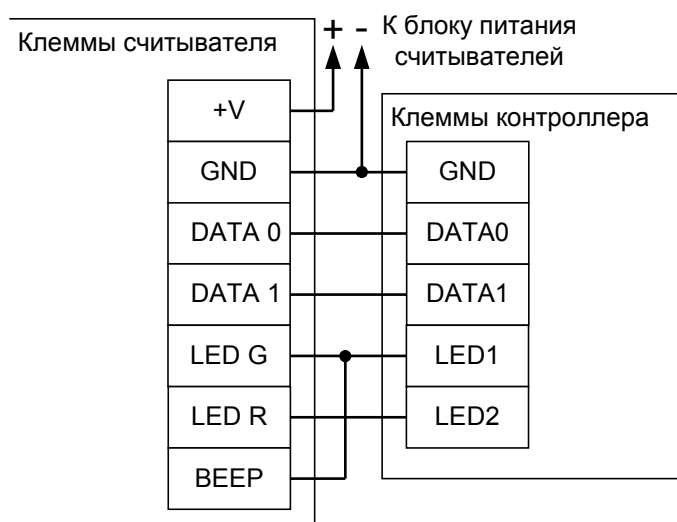 Клеммы считывателя
+ - К блоку питания
считывателей
Клеммы контроллера
+V
GND
DATA 0
DATA 1
LED G
LED R
BEEP
GND
DATA0
DATA1
LED1
LED2